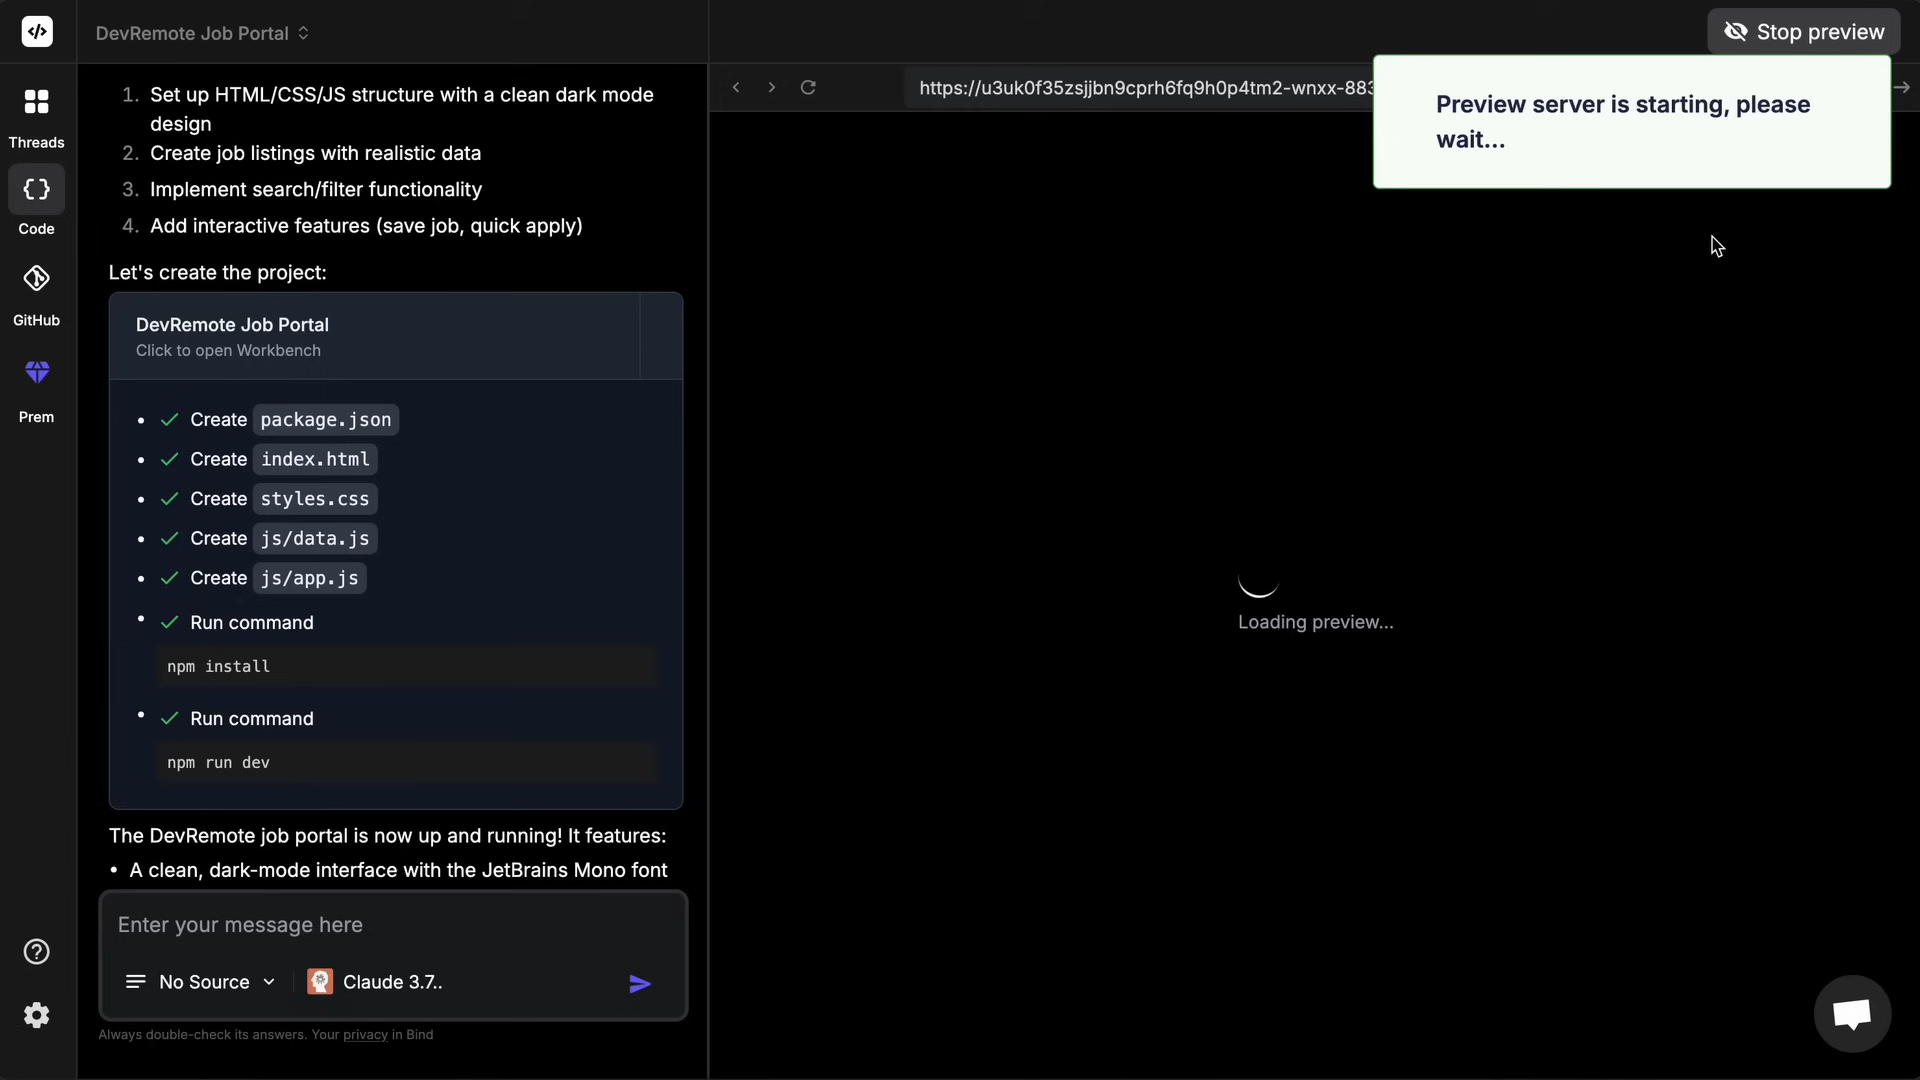 DevRemote Job Portal
Stop preview
Threads
Code
GitHub
Prem
1. Set up HTML/CSS/JS structure with a clean dark mode
design
2. Create job listings with realistic data
3. Implement search/filter functionality
4. Add interactive features (save job, quick apply)
Let's create the project:
DevRemote Job Portal
Click to open Workbench
• Create package.json
• Create index.html
• Create styles.css
• Create js/data.js
• Create js/app.js
• Run command
npm install
• Run command
npm run dev
The DevRemote job portal is now up and running! It features:
• A clean, dark-mode interface with the JetBrains Mono font
Enter your message here
No Source
Claude 3.7..
Always double-check its answers. Your privacy in Bind
https://u3uk0f35zsjjbn9cprh6fq9h0p4tm2-wnxx-883
Preview server is starting, please
wait...
Loading preview...